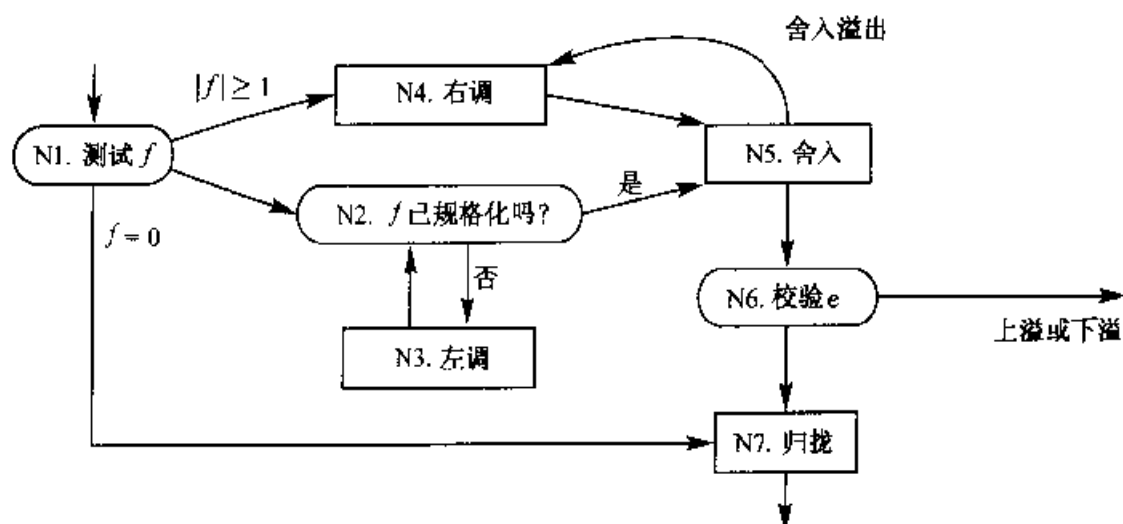 舍入溢出
|f| ≥ 1
N4. 右调
N1. 测试 f
N5. 舍入
是
N2. f 已规格化吗?
f = 0
否
N6. 校验 e
上溢或下溢
N3. 左调
N7. 归拢